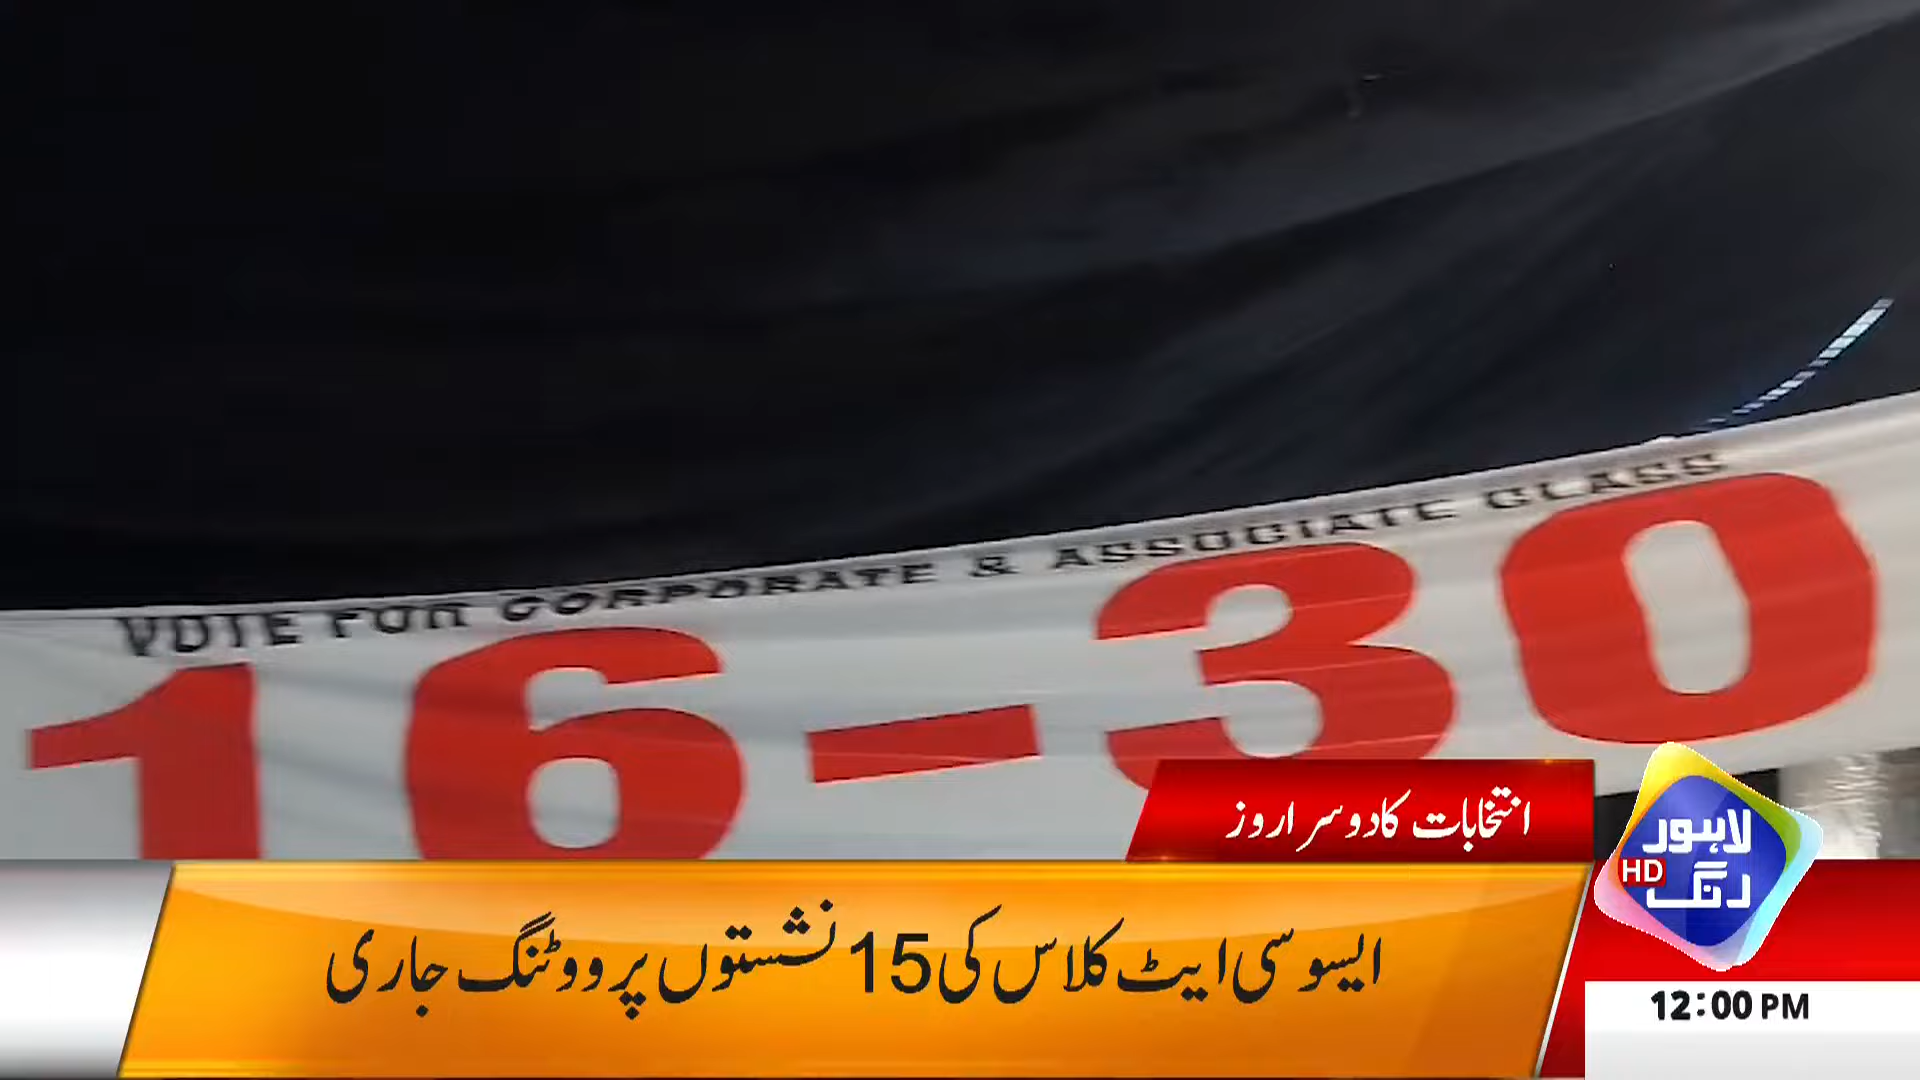 VOTE FOR CORPORATE & ASSOCIATE CLASS
16-30
انتخابات کا دوسرا روز
لاہور
HD
رنگ
ایسوسی ایٹ کلاس کی 15 نشستوں پر ووٹنگ جاری
12:00 PM